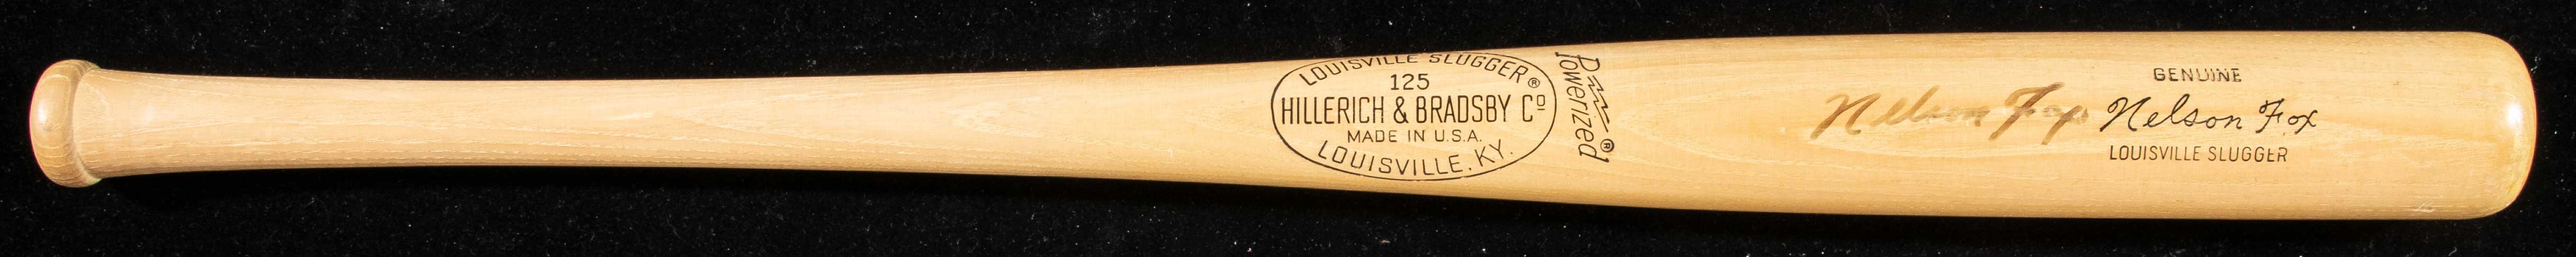 LOUISVILLE SLUGGER®
125
HILLERICH & BRADSBY Cº
MADE IN U.S.A.
LOUISVILLE, KY.
Powerized®
Nelson Fox
GENUINE
Nelson Fox
LOUISVILLE SLUGGER